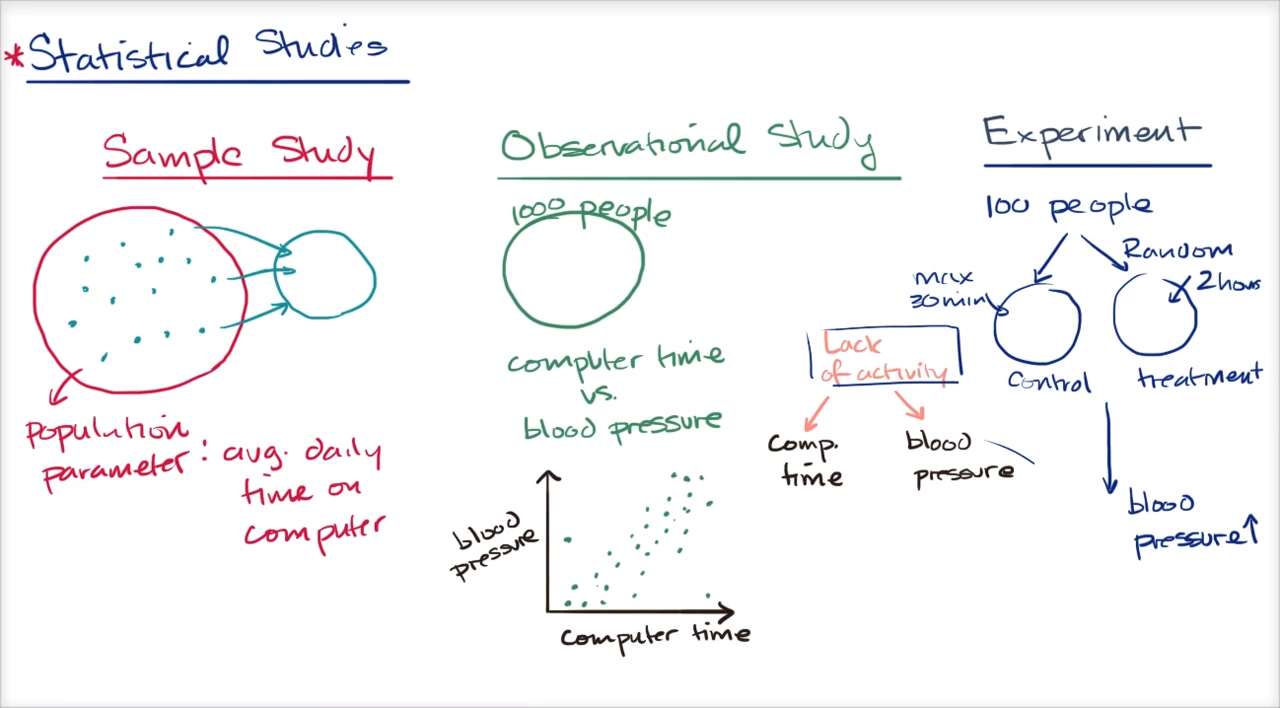 *Statistical Studies
Sample Study
Population
parameter: avg. daily
time on
computer
Observational Study
1000 people
computer time
vs.
blood pressure
blood
pressure
computer time
Lack
of activity
Comp.
time
blood
pressure
Experiment
100 people
Random
max
30 min
2 hours
Control
treatment
blood
pressure↑